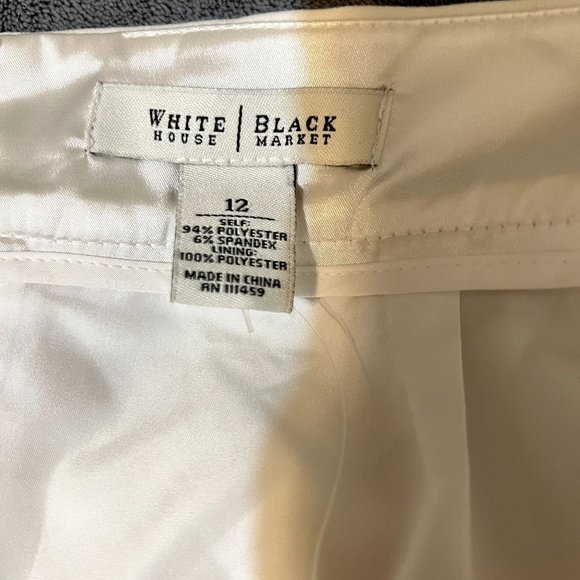 WHITE | BLACK
HOUSE | MARKET
12
SELF:
94% POLYESTER
6% SPANDEX
LINING:
100% POLYESTER
MADE IN CHINA
RN 111459